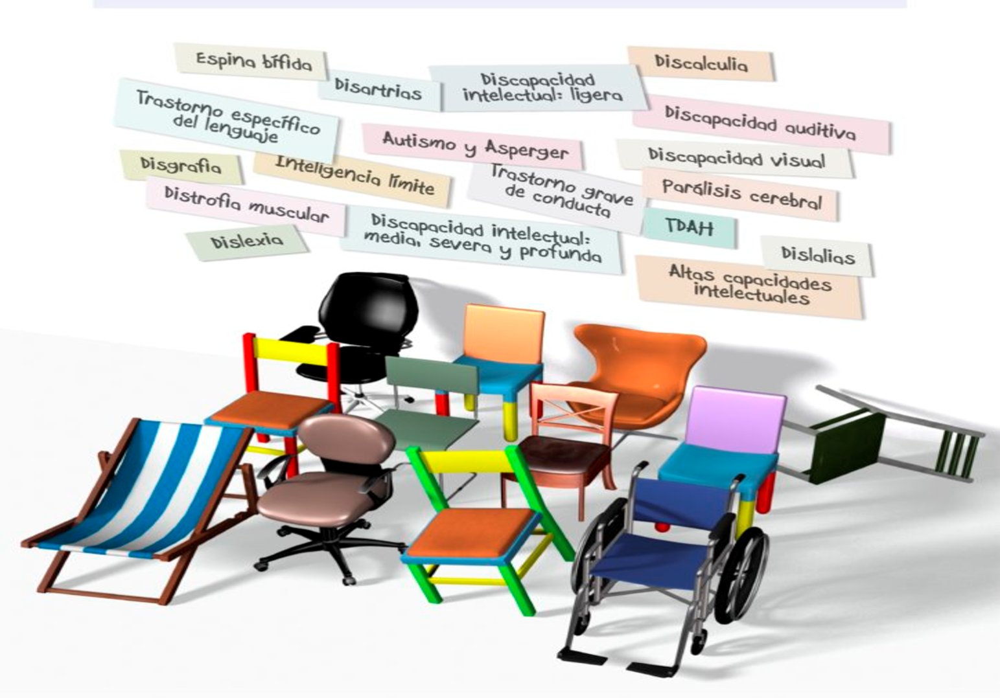 Espina bífida
Discalculia
Disartrias
Discapacidad
intelectual: ligera
Trastorno específico
del lenguaje
Discapacidad auditiva
Autismo y Asperger
Discapacidad visual
Disgrafia
Inteligencia límite
Trastorno grave
de conducta
Parálisis cerebral
Distrofia muscular
Discapacidad intelectual:
media, severa y profunda
TDAH
Dislexia
Dislalias
Altas capacidades
intelectuales